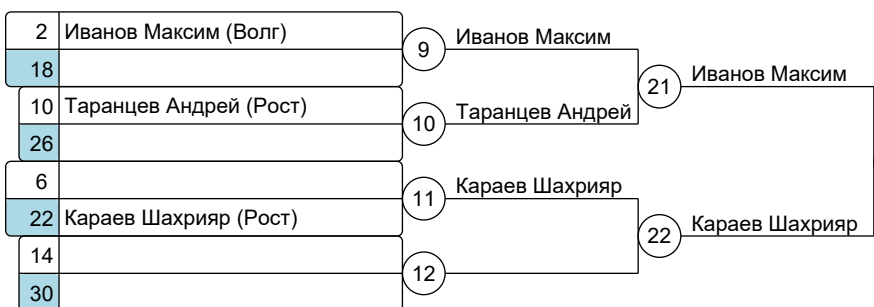 2 Иванов Максим (Волг)
18
9 Иванов Максим
10 Таранцев Андрей (Рост)
26
10 Таранцев Андрей
21 Иванов Максим
6
22 Караев Шахрияр (Рост)
11 Караев Шахрияр
14
30
12
22 Караев Шахрияр